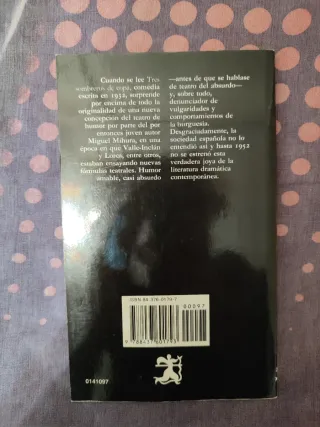 Cuando se lee Tres
sombreros de copa, comedia
escrita en 1932, sorprende
por encima de todo la
originalidad de una nueva
concepción del teatro de
humor por parte del por
entonces joven autor
Miguel Mihura, en una
época en que Valle-Inclán
y Lorca, entre otros,
estaban ensayando nuevas
fórmulas teatrales. Humor
amable, casi absurdo
—antes de que se hablase
de teatro del absurdo—
y, sobre todo,
denunciador de
vulgaridades y
comportamientos de
la burguesía.
Desgraciadamente, la
sociedad española no lo
entendió así y hasta 1952
no se estrenó esta
verdadera joya de la
literatura dramática
contemporánea.
00097
0141097